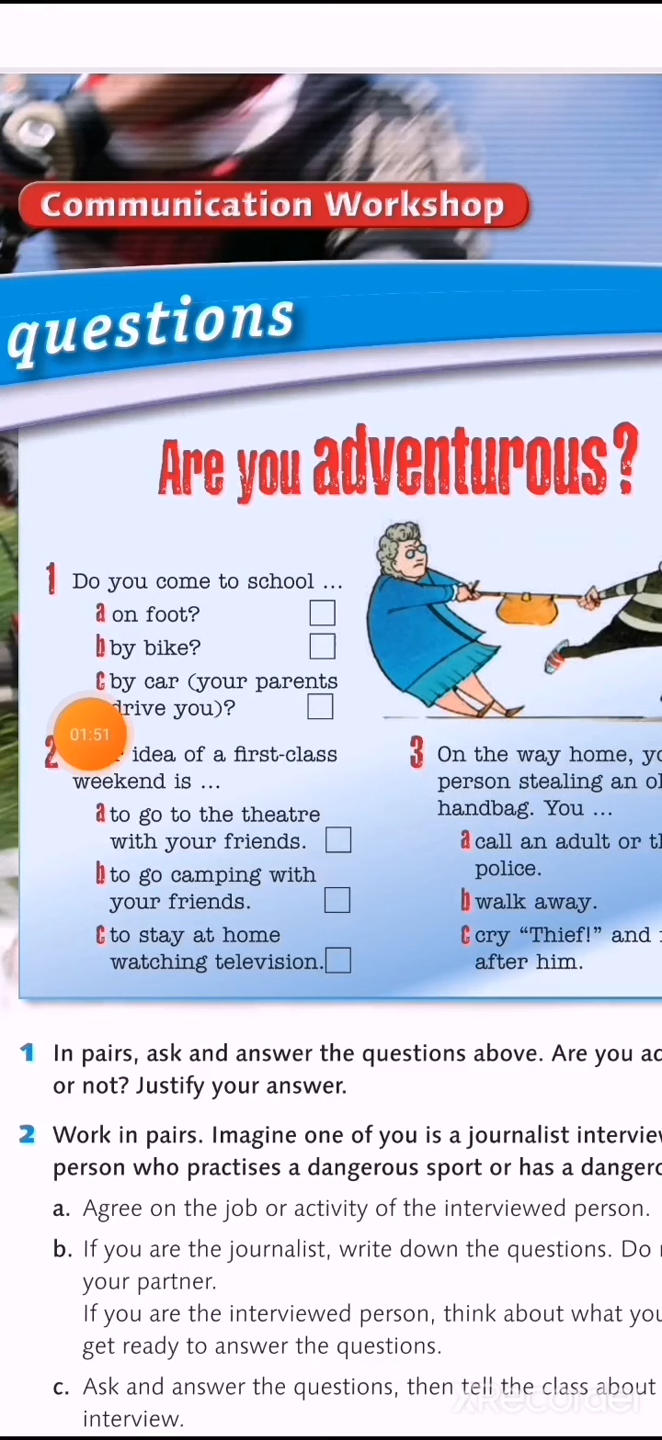 Communication Workshop
questions
Are you adventurous?
1 Do you come to school ...
a on foot?
b by bike?
c by car (your parents
drive you)?
01:51
2 idea of a first-class
weekend is ...
a to go to the theatre
with your friends.
b to go camping with
your friends.
c to stay at home
watching television.
3 On the way home,
person stealing an
handbag. You ...
a call an adult or
police.
b walk away.
c cry “Thief!” and
after him.
1 In pairs, ask and answer the questions above. Are you
or not? Justify your answer.
2 Work in pairs. Imagine one of you is a journalist
person who practises a dangerous sport or has a
a. Agree on the job or activity of the interviewed person.
b. If you are the journalist, write down the questions. Do
your partner.
If you are the interviewed person, think about what
get ready to answer the questions.
c. Ask and answer the questions, then tell the class about
interview.
XRecorder